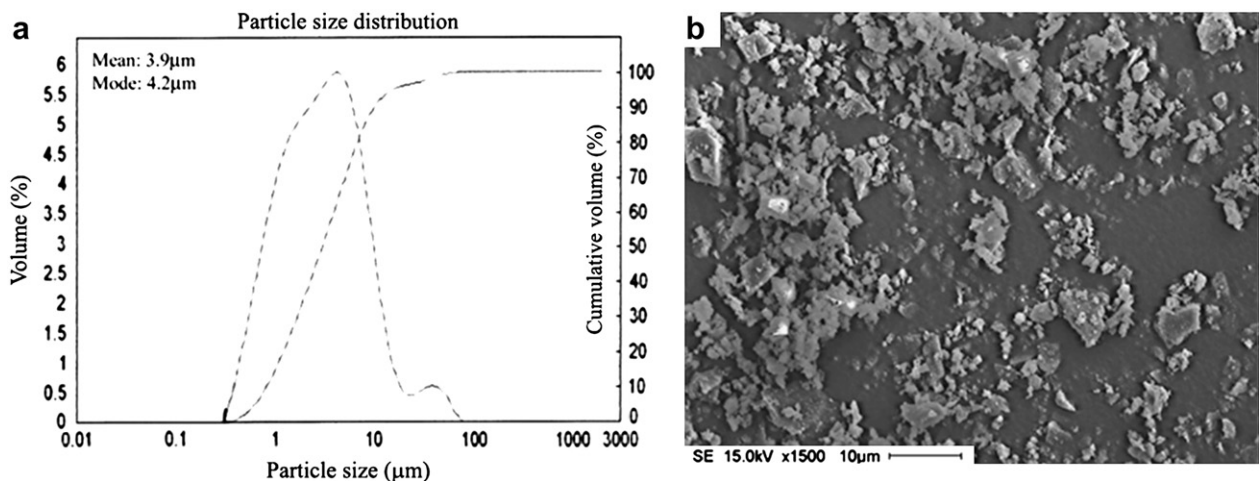 a
Particle size distribution
Mean: 3.9µm
Mode: 4.2µm
Volume (%)
6
5.5
5
4.5
4
3.5
3
2.5
2
1.5
1
0.5
0
Cumulative volume (%)
100
90
80
70
60
50
40
30
20
10
0
0.01 0.1 1 10 100 1000 3000
Particle size (µm)
b
SE 15.0kV x1500 10µm